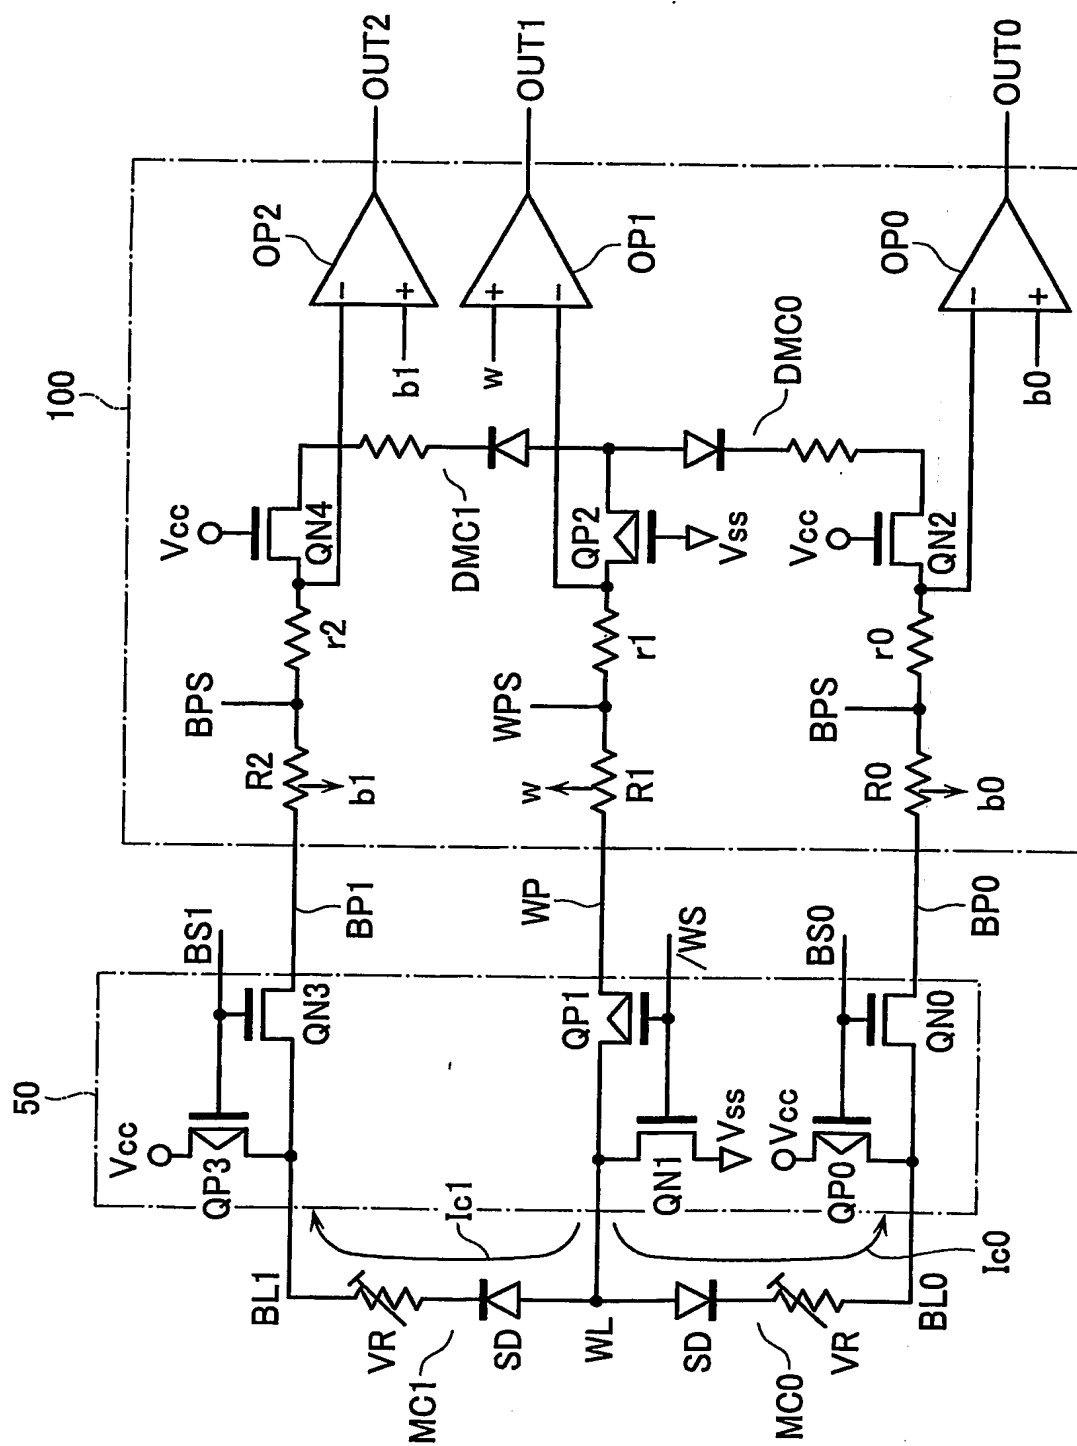 100
OUT2
OUT1
OUT0
OP2
OP1
OP0
−
+
b1
+
w
−
−
+
b0
DMC0
DMC1
Vcc
QN4
QP2
Vss
Vcc
QN2
r2
r1
r0
BPS
WPS
BPS
R2
b1
w
R1
R0
b0
BP1
WP
BP0
50
BS1
/WS
BS0
QN3
QP1
QN0
Vcc
QP3
QN1
Vss
Vcc
QP0
Ic1
Ic0
BL1
WL
BL0
VR
SD
SD
VR
MC1
MC0